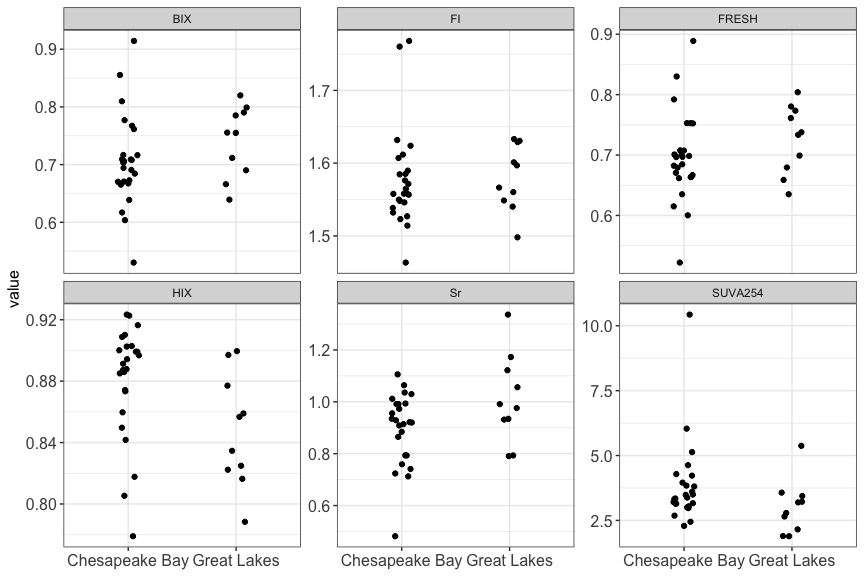 BIX FI FRESH
0.9 0.8 0.7 0.6
1.7 1.6 1.5
0.9 0.8 0.7 0.6
value
HIX Sr SUVA254
0.92 0.88 0.84 0.80
1.2 1.0 0.8 0.6
10.0 7.5 5.0 2.5
Chesapeake Bay Great Lakes Chesapeake Bay Great Lakes Chesapeake Bay Great Lakes